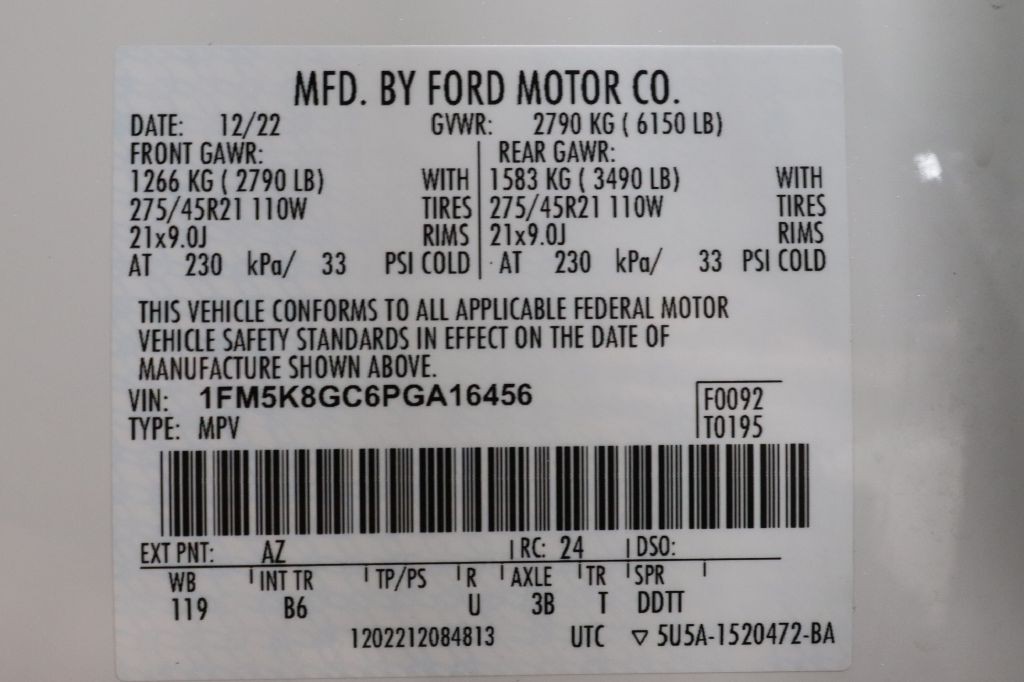 MFD. BY FORD MOTOR CO.
DATE: 12/22 GVWR: 2790 KG ( 6150 LB)
FRONT GAWR: REAR GAWR:
1266 KG ( 2790 LB) WITH 1583 KG ( 3490 LB) WITH
275/45R21 110W TIRES 275/45R21 110W TIRES
21x9.0J RIMS 21x9.0J RIMS
AT 230 kPa/ 33 PSI COLD AT 230 kPa/ 33 PSI COLD
THIS VEHICLE CONFORMS TO ALL APPLICABLE FEDERAL MOTOR
VEHICLE SAFETY STANDARDS IN EFFECT ON THE DATE OF
MANUFACTURE SHOWN ABOVE.
VIN: 1FM5K8GC6PGA16456 F0092
TYPE: MPV T0195
EXT PNT: AZ RC: 24 DSO:
WB INT TR TP/PS R AXLE TR SPR
119 B6 U 3B T DDTT
1202212084813 UTC ▽ 5U5A-1520472-BA